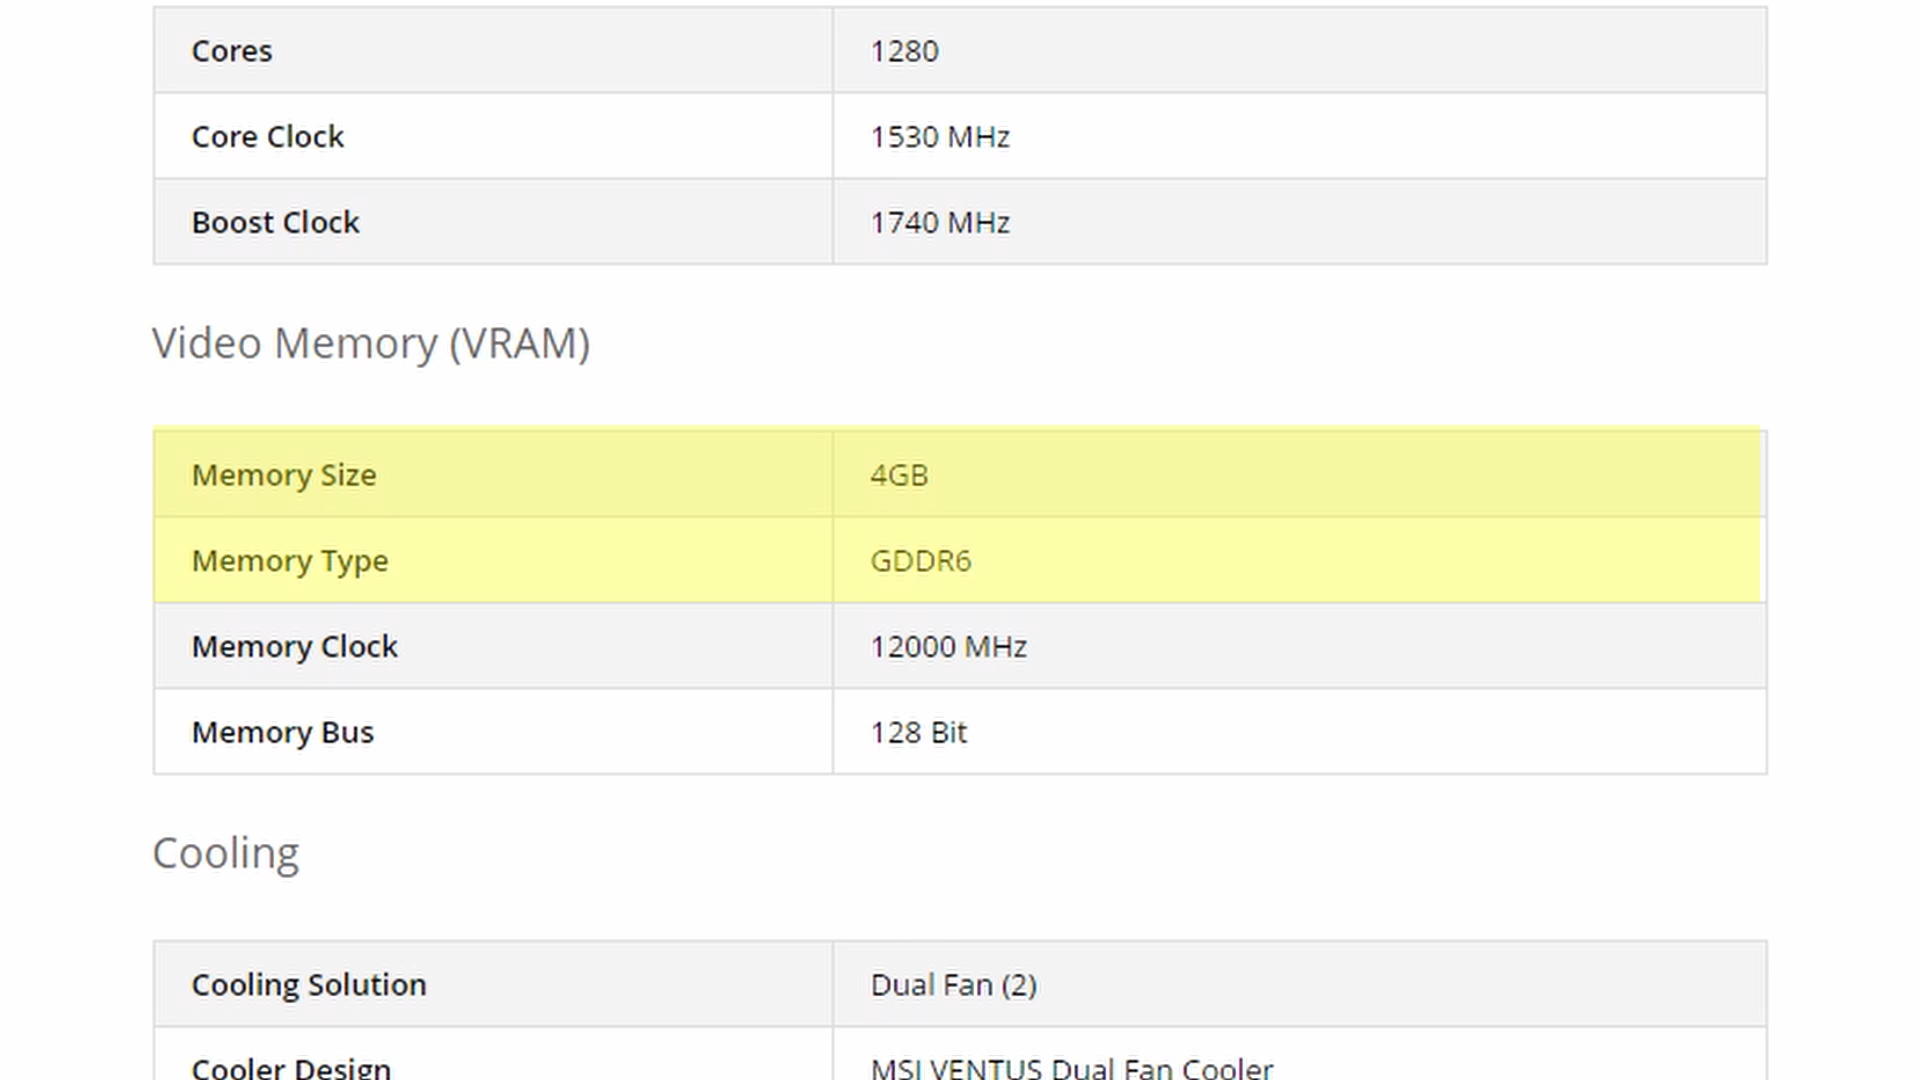 Cores 1280
Core Clock 1530 MHz
Boost Clock 1740 MHz
Video Memory (VRAM)
Memory Size 4GB
Memory Type GDDR6
Memory Clock 12000 MHz
Memory Bus 128 Bit
Cooling
Cooling Solution Dual Fan (2)
Cooler Design MSI VENTUS Dual Fan Cooler